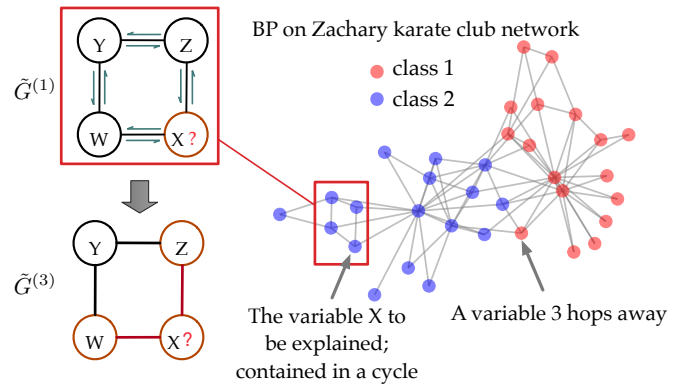 BP on Zachary karate club network
class 1
class 2
G̃⁽¹⁾
Y
Z
W
X ?
G̃⁽³⁾
Y
Z
W
X?
The variable X to
be explained;
contained in a cycle
A variable 3 hops away